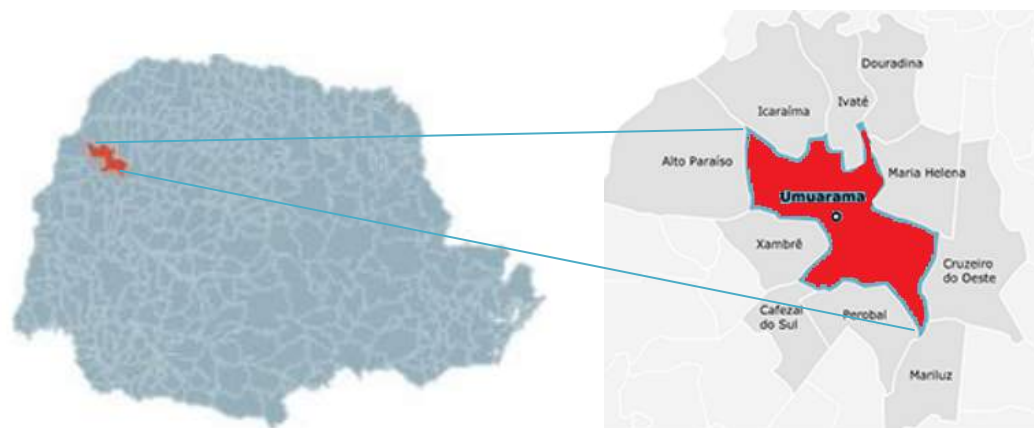 Douradina
Ivaté
Icaraíma
Alto Paraíso
Maria Helena
Umuarama
Xambrê
Cruzeiro
do Oeste
Cafezal
do Sul
Perobal
Mariluz